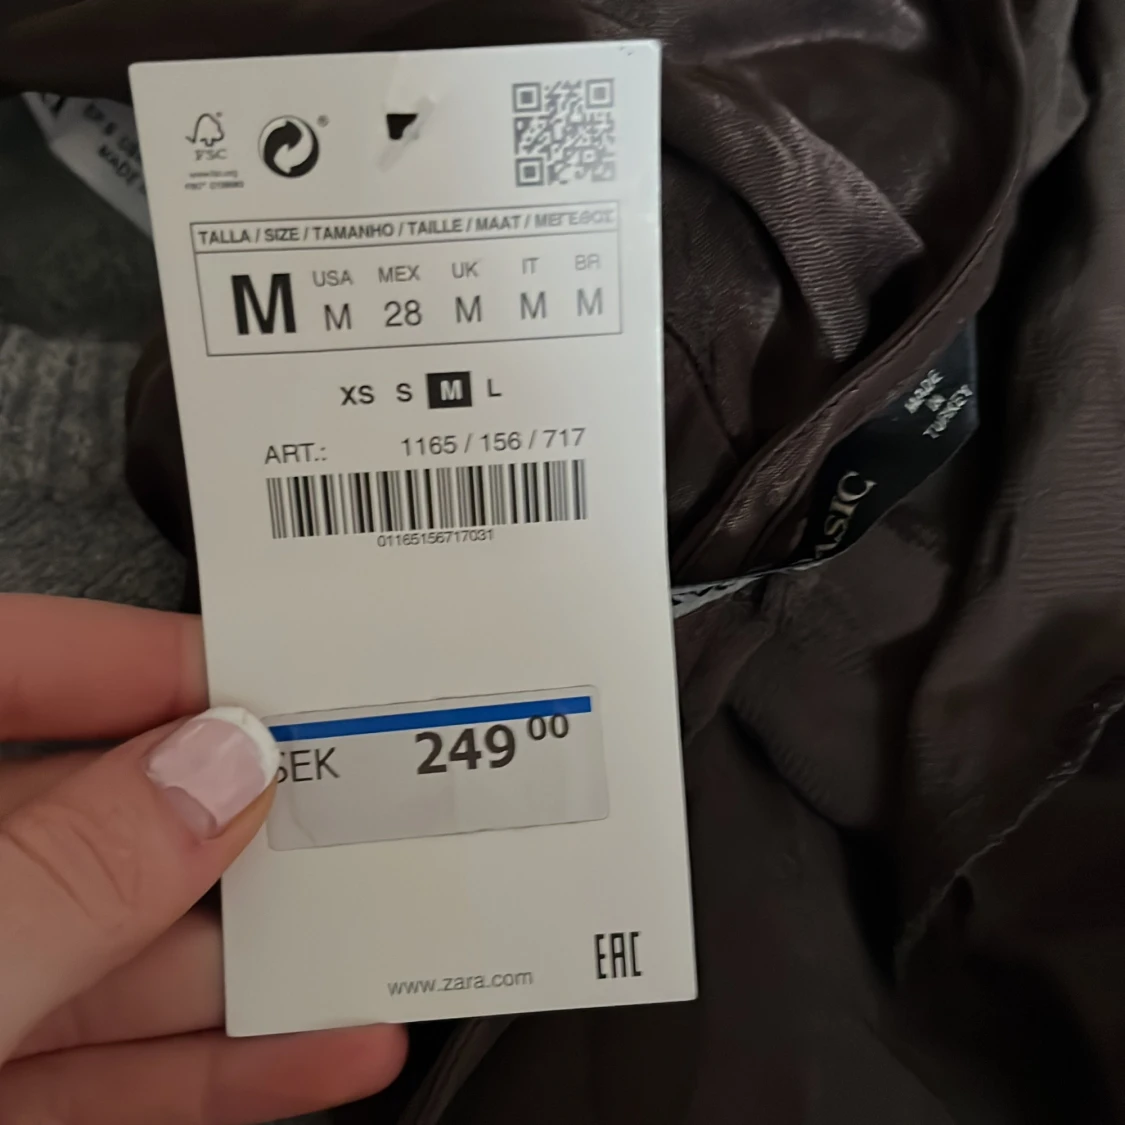 FSC
®
TALLA / SIZE / TAMANHO / TAILLE / MAAT / ΜΕΓΕΘΟΣ
USA MEX UK IT BR
M M 28 M M M
XS S M L
ART.: 1165 / 156 / 717
01165156717031
SEK 249 00
www.zara.com
EAC
MADE
IN
TURKEY